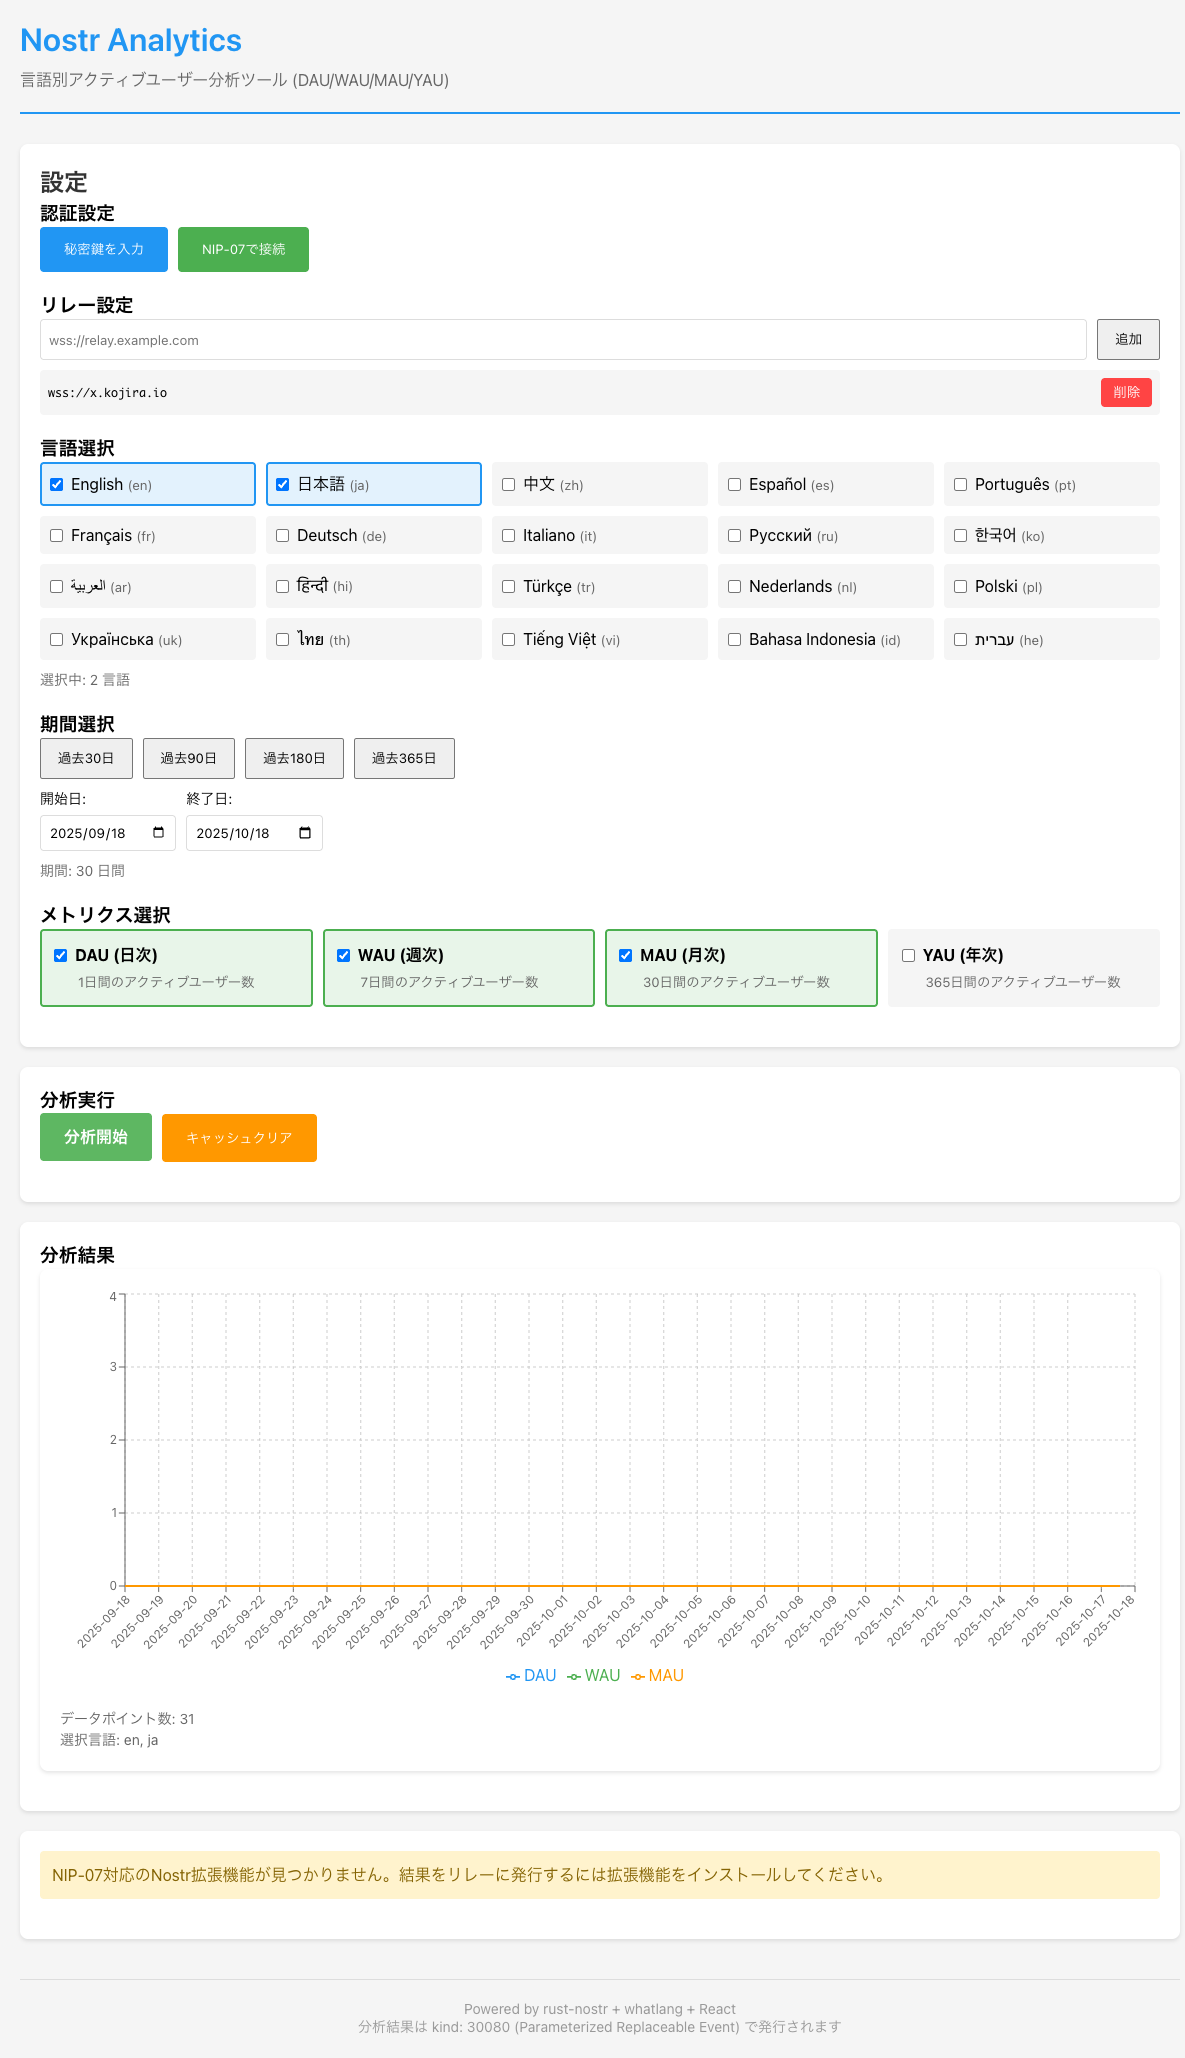 Nostr Analytics
言語別アクティブユーザー分析ツール (DAU/WAU/MAU/YAU)
設定
認証設定
秘密鍵を入力 NIP-07で接続
リレー設定
wss://relay.example.com 追加
wss://x.kojira.io 削除
言語選択
English (en) 日本語 (ja) 中文 (zh) Español (es) Português (pt)
Français (fr) Deutsch (de) Italiano (it) Русский (ru) 한국어 (ko)
العربية (ar) हिन्दी (hi) Türkçe (tr) Nederlands (nl) Polski (pl)
Українська (uk) ไทย (th) Tiếng Việt (vi) Bahasa Indonesia (id) עברית (he)
選択中: 2 言語
期間選択
過去30日 過去90日 過去180日 過去365日
開始日: 終了日:
2025/09/18 2025/10/18
期間: 30 日間
メトリクス選択
DAU (日次) WAU (週次) MAU (月次) YAU (年次)
1日間のアクティブユーザー数 7日間のアクティブユーザー数 30日間のアクティブユーザー数 365日間のアクティブユーザー数
分析実行
分析開始 キャッシュクリア
分析結果
4
3
2
1
0
2025-09-18 2025-09-19 2025-09-20 2025-09-21 2025-09-22 2025-09-23 2025-09-24 2025-09-25 2025-09-26 2025-09-27 2025-09-28 2025-09-29 2025-09-30 2025-10-01 2025-10-02 2025-10-03 2025-10-04 2025-10-05 2025-10-06 2025-10-07 2025-10-08 2025-10-09 2025-10-10 2025-10-11 2025-10-12 2025-10-13 2025-10-14 2025-10-15 2025-10-16 2025-10-17 2025-10-18
DAU WAU MAU
データポイント数: 31
選択言語: en, ja
NIP-07対応のNostr拡張機能が見つかりません。結果をリレーに発行するには拡張機能をインストールしてください。
Powered by rust-nostr + whatlang + React
分析結果は kind: 30080 (Parameterized Replaceable Event) で発行されます